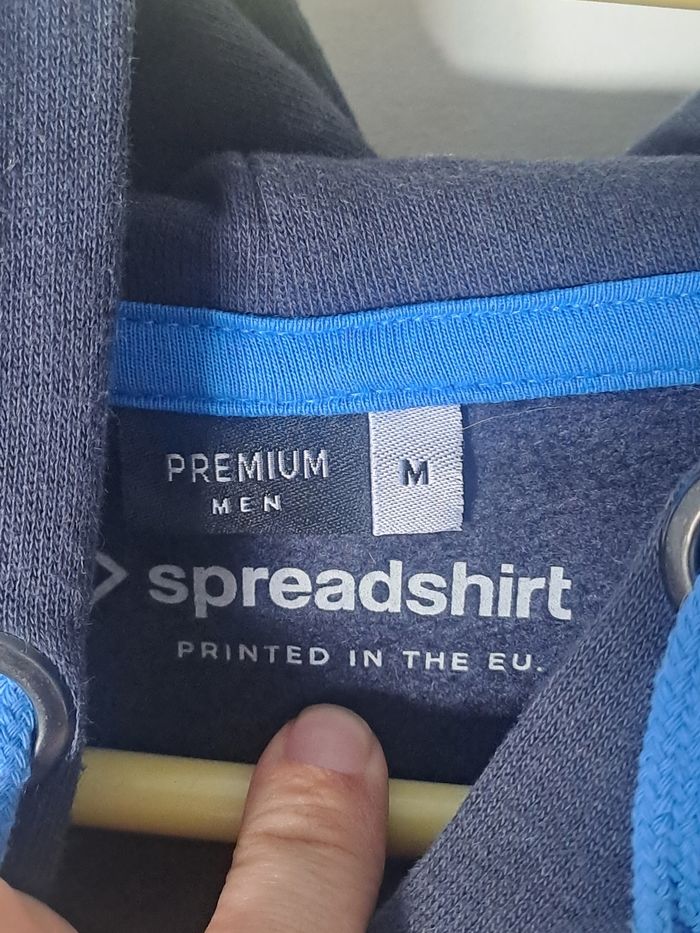 PREMIUM
MEN
M
spreadshirt
PRINTED IN THE EU.